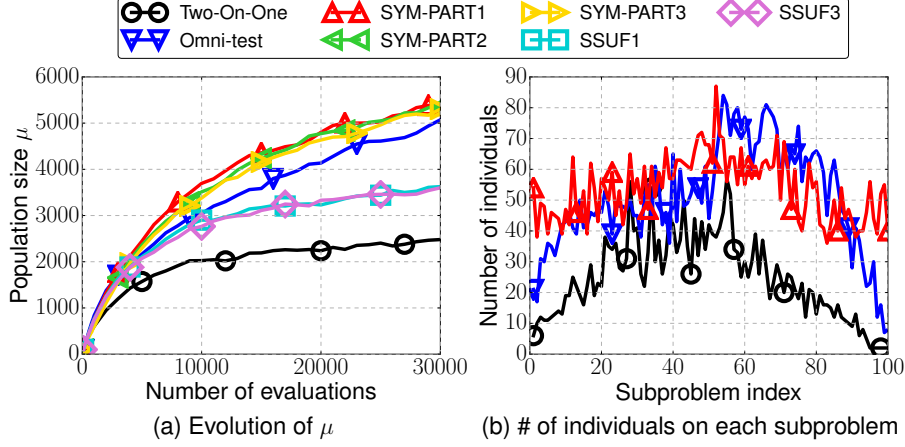 Two-On-One SYM-PART1 SYM-PART3 SSUF3
Omni-test SYM-PART2 SSUF1
6000 5000 4000 3000 2000 1000 0
Population size μ
0 10000 20000 30000
Number of evaluations
(a) Evolution of μ
90 80 70 60 50 40 30 20 10 0
Number of individuals
0 20 40 60 80 100
Subproblem index
(b) # of individuals on each subproblem